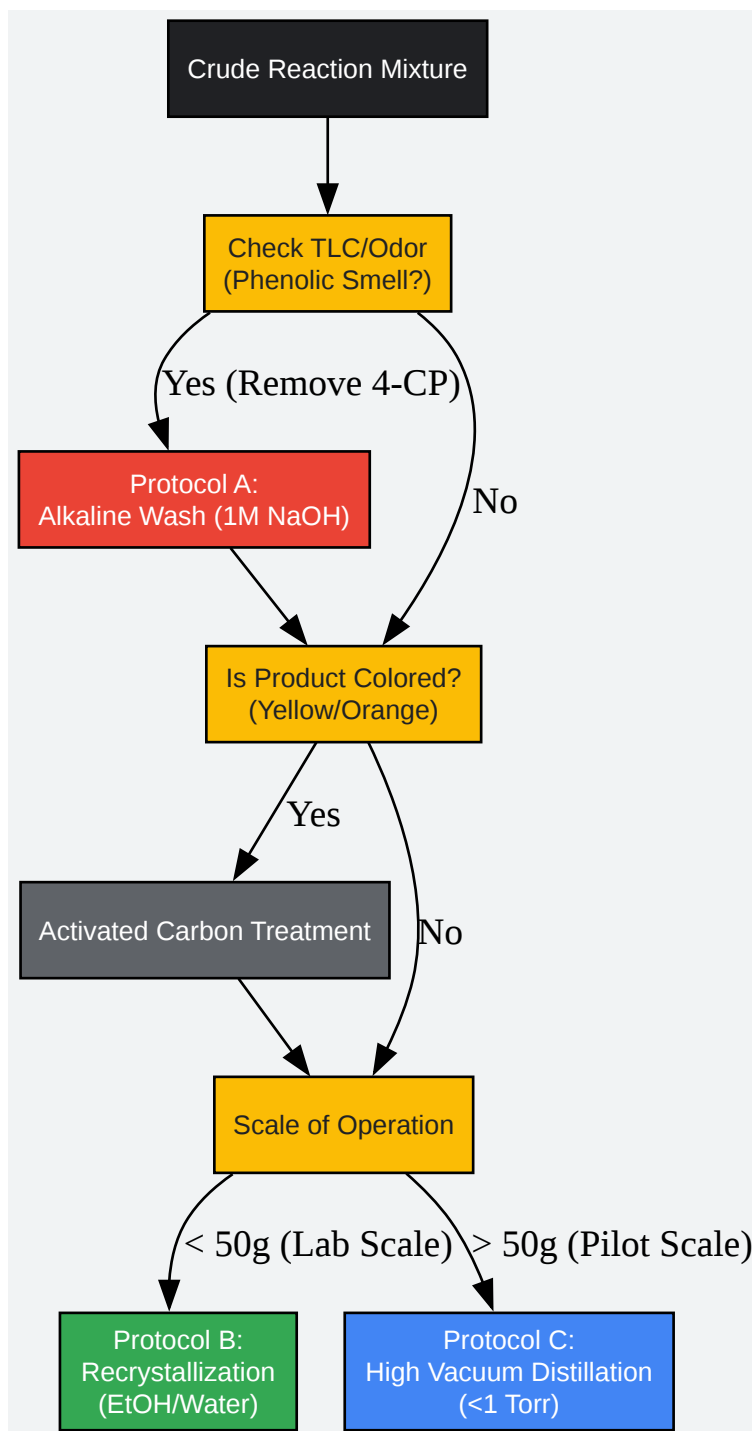 Crude Reaction Mixture
Check TLC/Odor
(Phenolic Smell?)
Yes (Remove 4-CP)
Protocol A:
Alkaline Wash (1M NaOH)
No
Is Product Colored?
(Yellow/Orange)
Yes
Activated Carbon Treatment
No
Scale of Operation
< 50g (Lab Scale)
> 50g (Pilot Scale)
Protocol B:
Recrystallization
(EtOH/Water)
Protocol C:
High Vacuum Distillation
(<1 Torr)